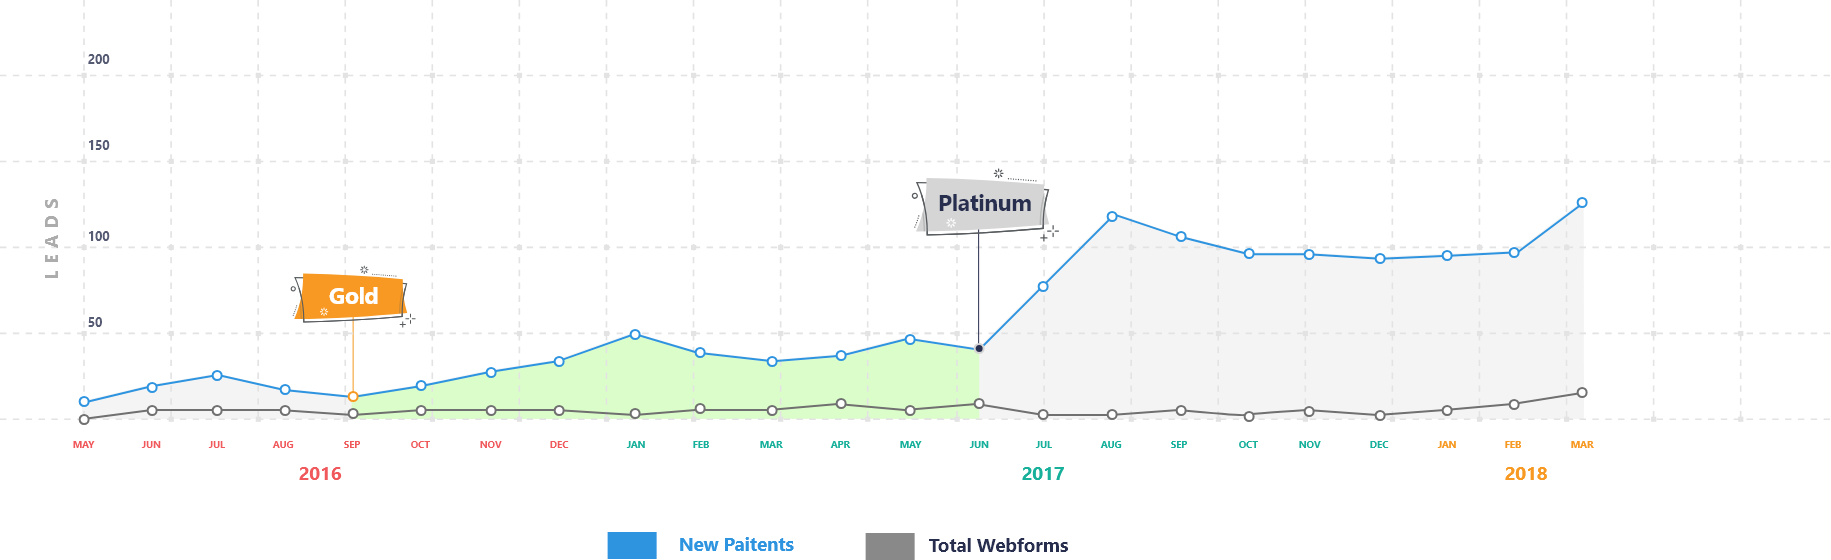 200
150
100
50
LEADS
Gold
Platinum
MAY JUN JUL AUG SEP OCT NOV DEC JAN FEB MAR APR MAY JUN JUL AUG SEP OCT NOV DEC JAN FEB MAR
2016 2017 2018
New Paitents Total Webforms